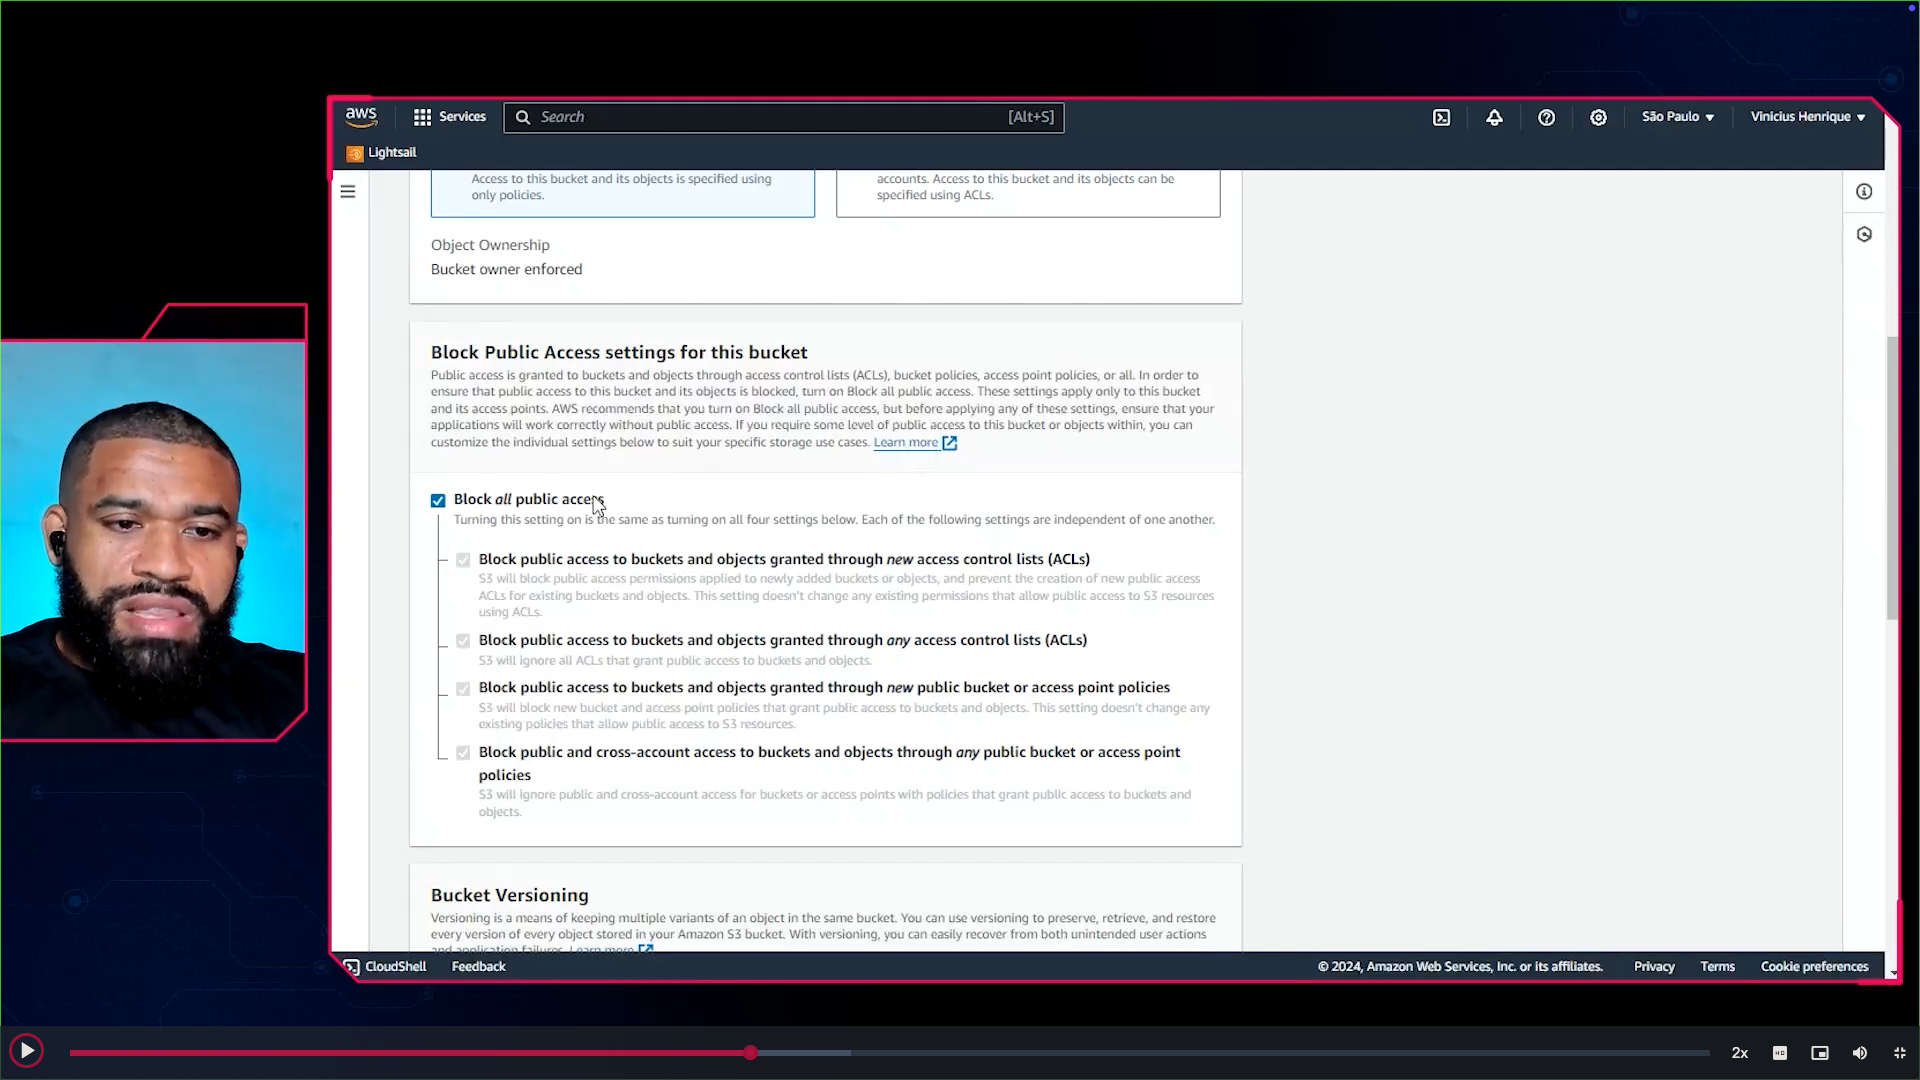 aws
Services
Search
[Alt+S]
São Paulo
Vinicius Henrique
Lightsail
Access to this bucket and its objects is specified using
only policies.
accounts. Access to this bucket and its objects can be
specified using ACLs.
Object Ownership
Bucket owner enforced
Block Public Access settings for this bucket
Public access is granted to buckets and objects through access control lists (ACLs), bucket policies, access point policies, or all. In order to
ensure that public access to this bucket and its objects is blocked, turn on Block all public access. These settings apply only to this bucket
and its access points. AWS recommends that you turn on Block all public access, but before applying any of these settings, ensure that your
applications will work correctly without public access. If you require some level of public access to this bucket or objects within, you can
customize the individual settings below to suit your specific storage use cases. Learn more
Block all public access
Turning this setting on is the same as turning on all four settings below. Each of the following settings are independent of one another.
Block public access to buckets and objects granted through new access control lists (ACLs)
S3 will block public access permissions applied to newly added buckets or objects, and prevent the creation of new public access
ACLs for existing buckets and objects. This setting doesn't change any existing permissions that allow public access to S3 resources
using ACLs.
Block public access to buckets and objects granted through any access control lists (ACLs)
S3 will ignore all ACLs that grant public access to buckets and objects.
Block public access to buckets and objects granted through new public bucket or access point policies
S3 will block new bucket and access point policies that grant public access to buckets and objects. This setting doesn't change any
existing policies that allow public access to S3 resources.
Block public and cross-account access to buckets and objects through any public bucket or access point
policies
S3 will ignore public and cross-account access for buckets or access points with policies that grant public access to buckets and
objects.
Bucket Versioning
Versioning is a means of keeping multiple variants of an object in the same bucket. You can use versioning to preserve, retrieve, and restore
every version of every object stored in your Amazon S3 bucket. With versioning, you can easily recover from both unintended user actions
and application failures. Learn more
CloudShell
Feedback
© 2024, Amazon Web Services, Inc. or its affiliates.
Privacy
Terms
Cookie preferences
2x
HD